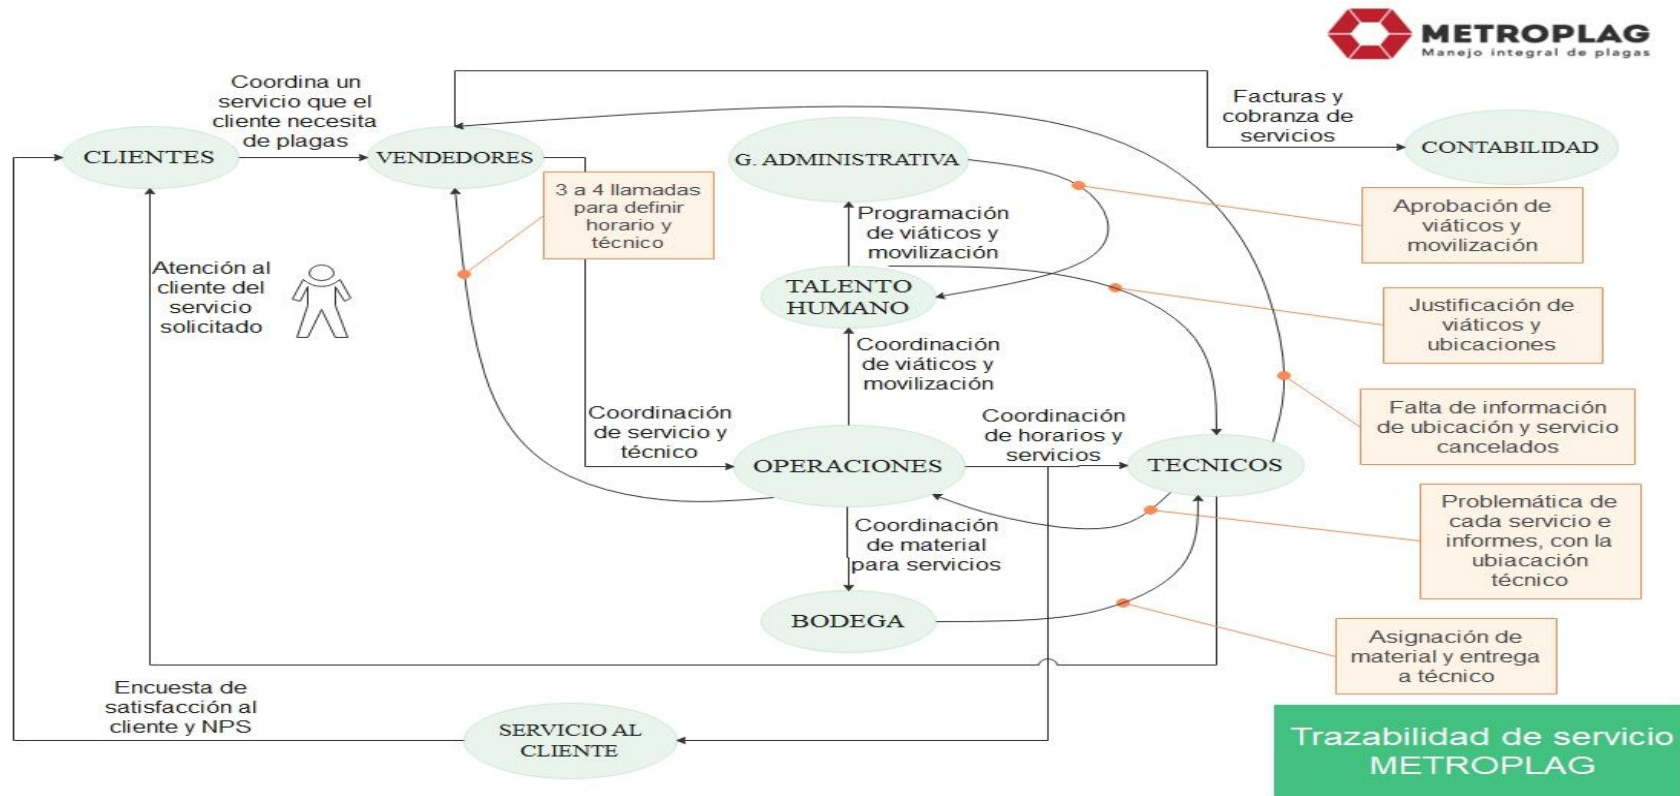 METROPLAG
Manejo integral de plagas
Coordina un
servicio que el
cliente necesita
de plagas
Facturas y
cobranza de
servicios
CLIENTES
VENDEDORES
G. ADMINISTRATIVA
CONTABILIDAD
3 a 4 llamadas
para definir
horario y
técnico
Programación
de viáticos y
movilización
Aprobación de
viáticos y
movilización
Atención al
cliente del
servicio
solicitado
TALENTO
HUMANO
Justificación de
viáticos y
ubicaciones
Coordinación
de viáticos y
movilización
Coordinación
de servicio y
técnico
Coordinación
de horarios y
servicios
Falta de información
de ubicación y servicio
cancelados
OPERACIONES
TECNICOS
Problemática de
cada servicio e
informes, con la
ubiacación
técnico
Coordinación
de material
para servicios
BODEGA
Asignación de
material y entrega
a técnico
Encuesta de
satisfacción al
cliente y NPS
SERVICIO AL
CLIENTE
Trazabilidad de servicio
METROPLAG